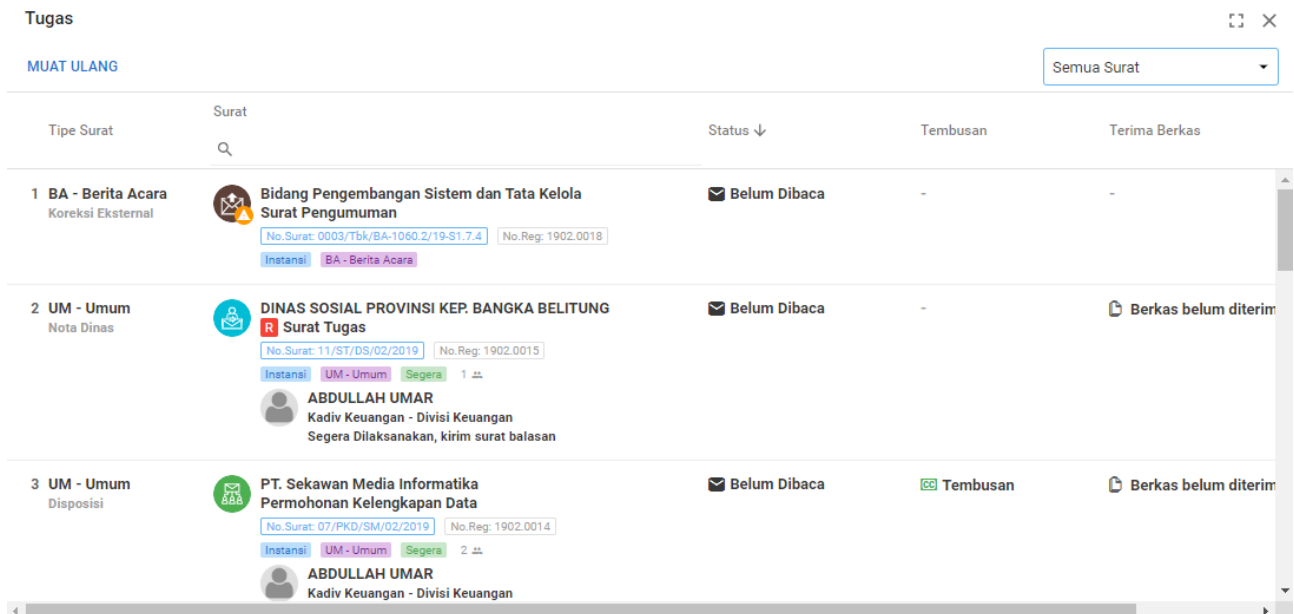 Tugas
MUAT ULANG
Semua Surat
Tipe Surat
Surat
Status
Tembusan
Terima Berkas
1 BA - Berita Acara
Koreksi Eksternal
Bidang Pengembangan Sistem dan Tata Kelola
Surat Pengumuman
No.Surat: 0003/Tbk/BA-1060.2/19-S1.7.4 No.Reg: 1902.0018
Instansi BA - Berita Acara
Belum Dibaca
-
-
2 UM - Umum
Nota Dinas
DINAS SOSIAL PROVINSI KEP. BANGKA BELITUNG
R Surat Tugas
No.Surat: 11/ST/DS/02/2019 No.Reg: 1902.0015
Instansi UM - Umum Segera 1
ABDULLAH UMAR
Kadiv Keuangan - Divisi Keuangan
Segera Dilaksanakan, kirim surat balasan
Belum Dibaca
-
Berkas belum diterim
3 UM - Umum
Disposisi
PT. Sekawan Media Informatika
Permohonan Kelengkapan Data
No.Surat: 07/PKD/SM/02/2019 No.Reg: 1902.0014
Instansi UM - Umum Segera 2
ABDULLAH UMAR
Kadiv Keuangan - Divisi Keuangan
Belum Dibaca
CC Tembusan
Berkas belum diterim